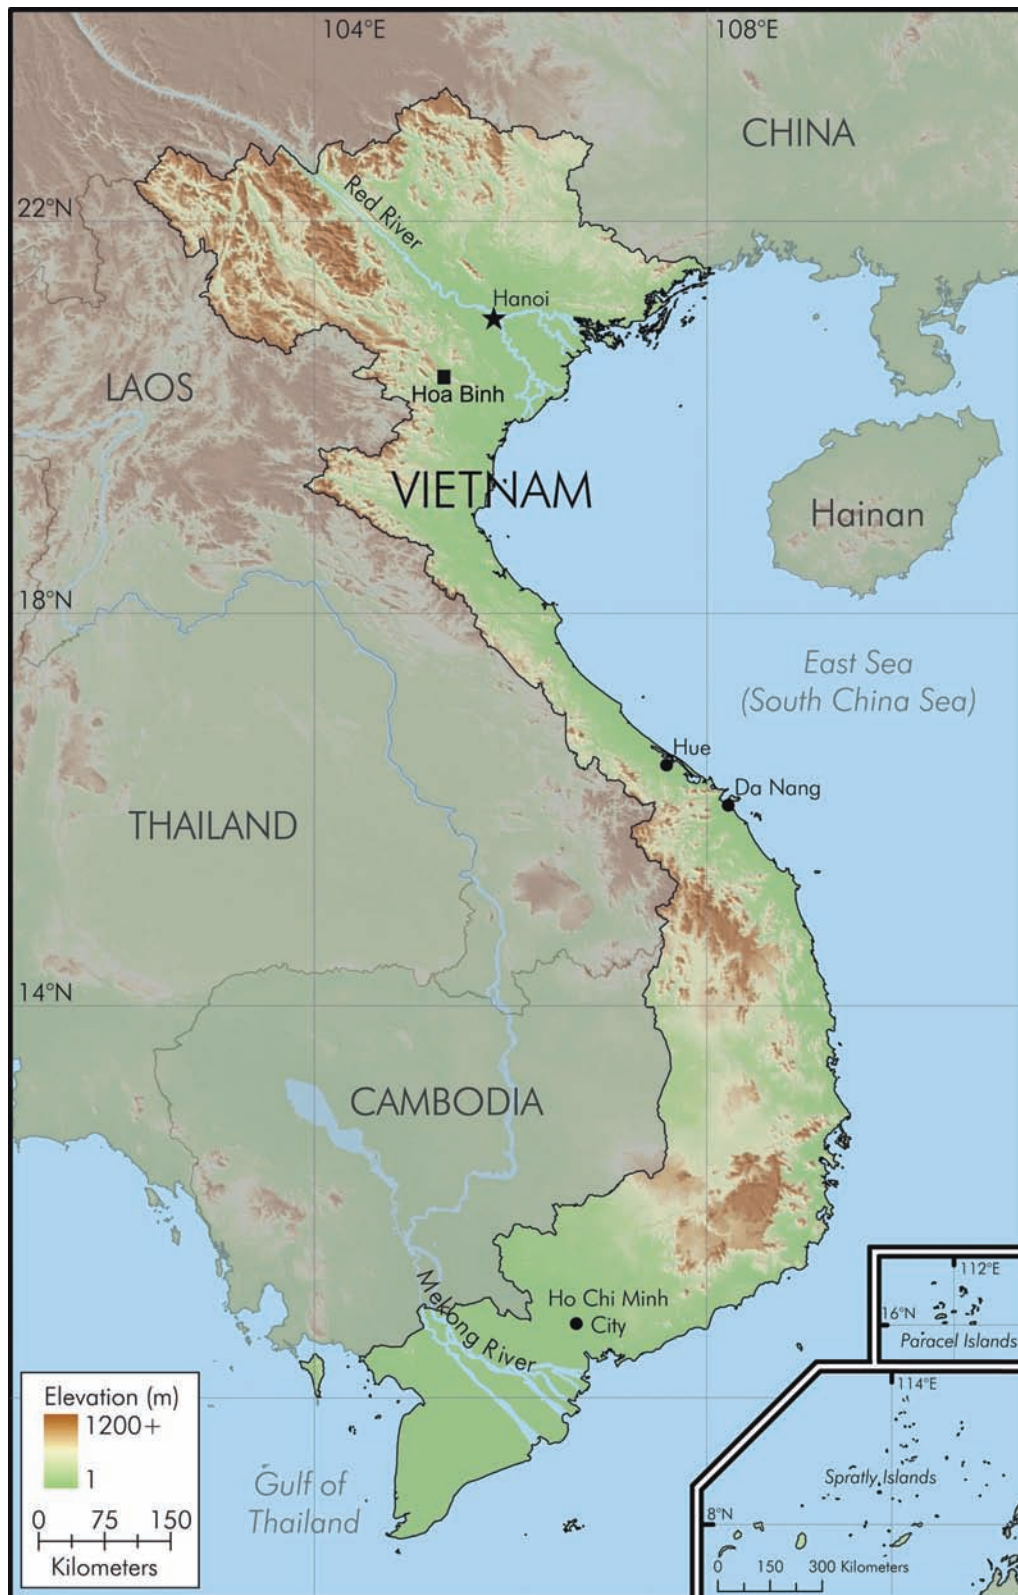 104°E
108°E
CHINA
22°N
Red River
Hanoi
LAOS
Hoa Binh
VIETNAM
Hainan
18°N
East Sea
(South China Sea)
Hue
Da Nang
THAILAND
14°N
CAMBODIA
Mekong River
Ho Chi Minh
City
112°E
16°N
Paracel Islands
114°E
Spratly Islands
8°N
0 150 300 Kilometers
Gulf of
Thailand
Elevation (m)
1200+
1
0 75 150
Kilometers